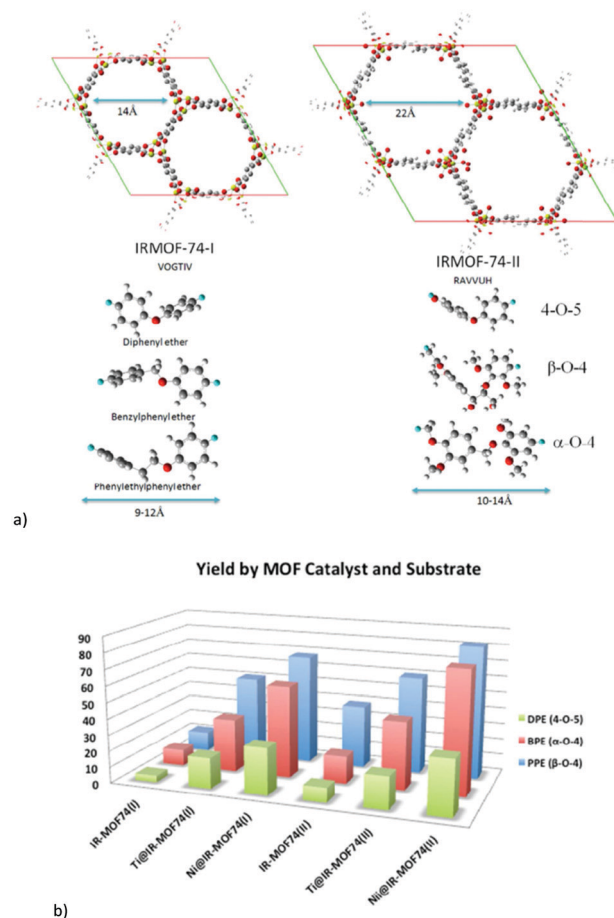 14Å
22Å
IRMOF-74-I
VOGTIV
IRMOF-74-II
RAVVUH
Diphenyl ether
4-O-5
Benzylphenylether
β-O-4
Phenylethylphenylether
α-O-4
9-12Å
10-14Å
a)
Yield by MOF Catalyst and Substrate
90
80
70
60
50
40
30
20
10
0
IR-MOF74(I)
Ti@IR-MOF74(I)
Ni@IR-MOF74(I)
IR-MOF74(II)
Ti@IR-MOF74(II)
Ni@IR-MOF74(II)
DPE (4-O-5)
BPE (α-O-4)
PPE (β-O-4)
b)